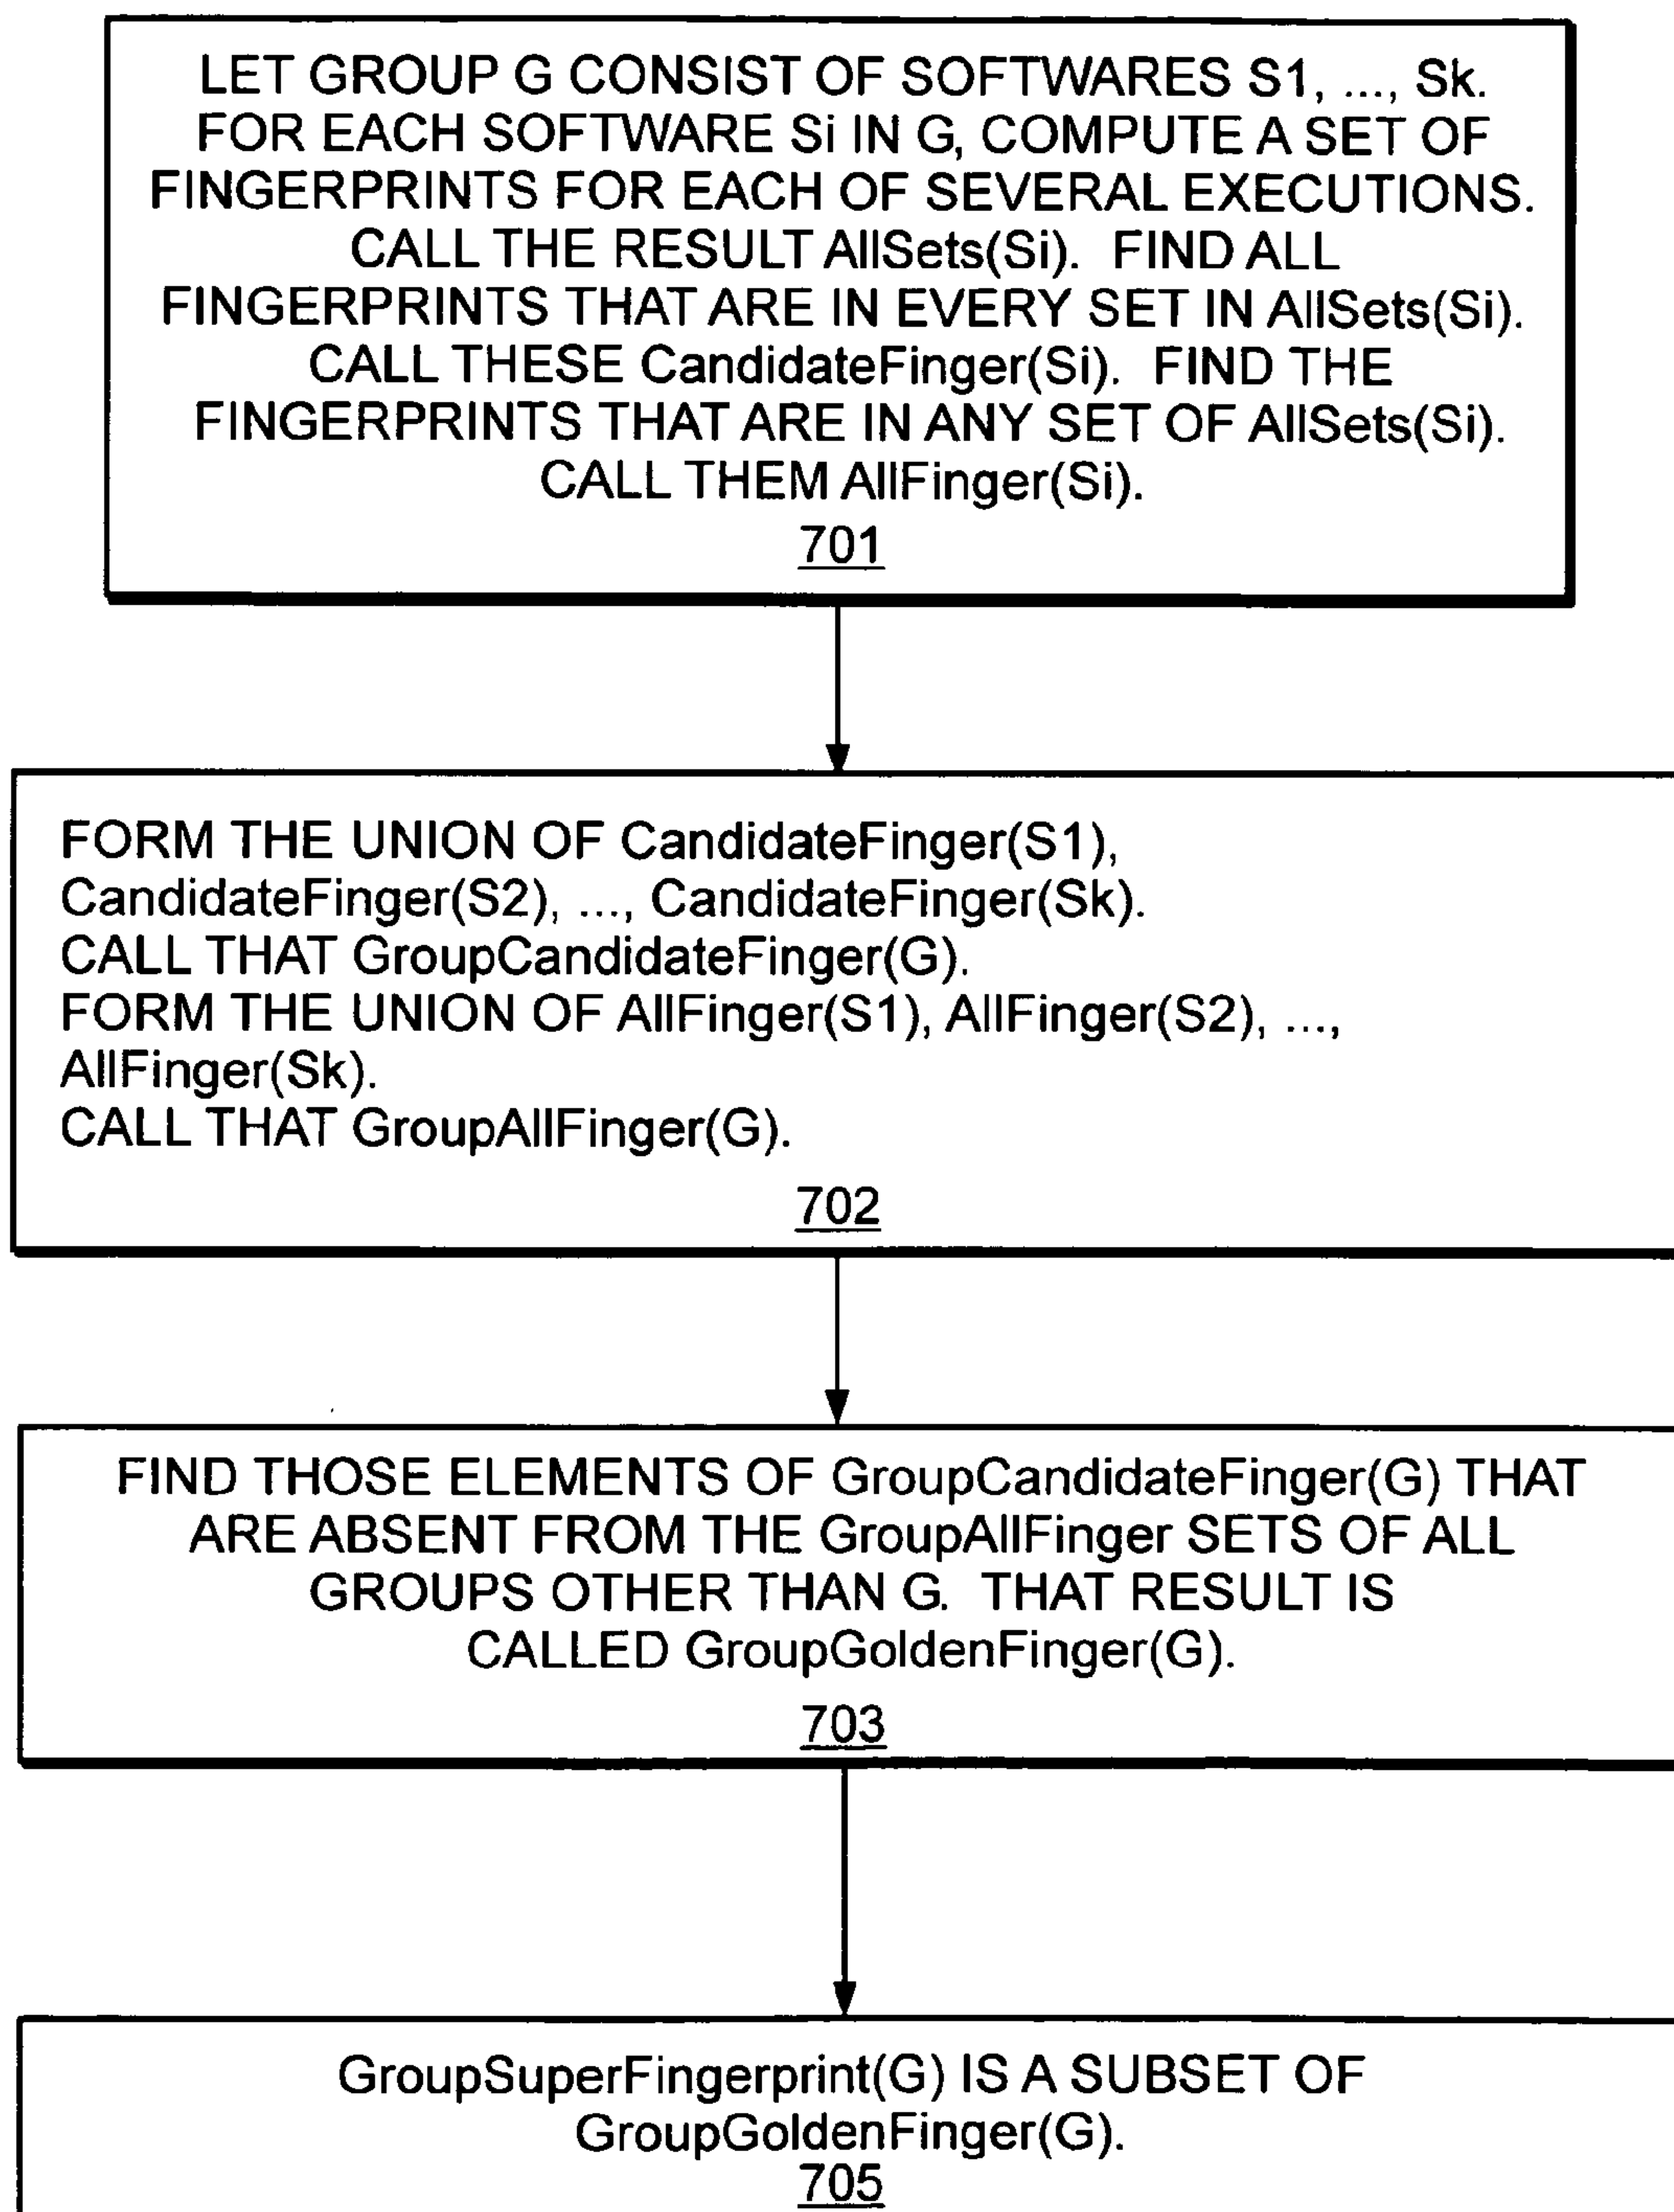 LET GROUP G CONSIST OF SOFTWARES S1, ..., Sk.
FOR EACH SOFTWARE Si IN G, COMPUTE A SET OF
FINGERPRINTS FOR EACH OF SEVERAL EXECUTIONS.
CALL THE RESULT AllSets(Si). FIND ALL
FINGERPRINTS THAT ARE IN EVERY SET IN AllSets(Si).
CALL THESE CandidateFinger(Si). FIND THE
FINGERPRINTS THAT ARE IN ANY SET OF AllSets(Si).
CALL THEM AllFinger(Si).
701
FORM THE UNION OF CandidateFinger(S1),
CandidateFinger(S2), ..., CandidateFinger(Sk).
CALL THAT GroupCandidateFinger(G).
FORM THE UNION OF AllFinger(S1), AllFinger(S2), ...,
AllFinger(Sk).
CALL THAT GroupAllFinger(G).
702
FIND THOSE ELEMENTS OF GroupCandidateFinger(G) THAT
ARE ABSENT FROM THE GroupAllFinger SETS OF ALL
GROUPS OTHER THAN G. THAT RESULT IS
CALLED GroupGoldenFinger(G).
703
GroupSuperFingerprint(G) IS A SUBSET OF
GroupGoldenFinger(G).
705